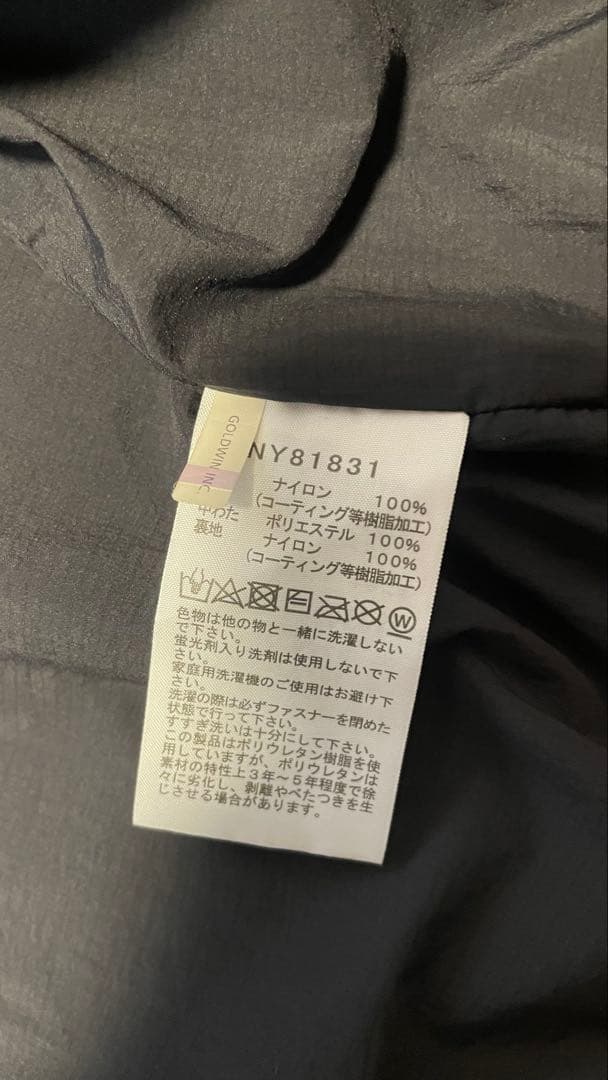 GOLDWIN INC.
NY81831
ナイロン 100%
(コーティング等樹脂加工)
中わた ポリエステル 100%
裏地 ナイロン 100%
(コーティング等樹脂加工)
W
色物は他の物と一緒に洗濯しない
で下さい。
蛍光剤入り洗剤は使用しないで下
さい。
家庭用洗濯機のご使用はお避け下
さい。
洗濯の際は必ずファスナーを閉めた
状態で行って下さい。
すすぎ洗いは十分にして下さい。
この製品はポリウレタン樹脂を使
用していますが、ポリウレタンは
素材の特性上3年～5年程度で徐
々に劣化し、剥離やべたつきを生
じさせる場合があります。